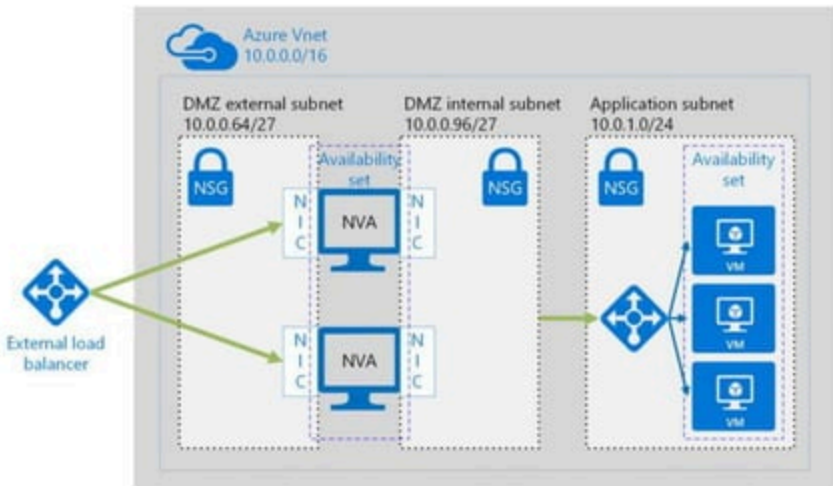 Azure Vnet
10.0.0.0/16
DMZ external subnet
10.0.0.64/27
DMZ internal subnet
10.0.0.96/27
Application subnet
10.0.1.0/24
NSG
Availability
set
NSG
NSG
Availability
set
N
I
C
NVA
N
I
C
VM
External load
balancer
N
I
C
NVA
N
I
C
VM
VM